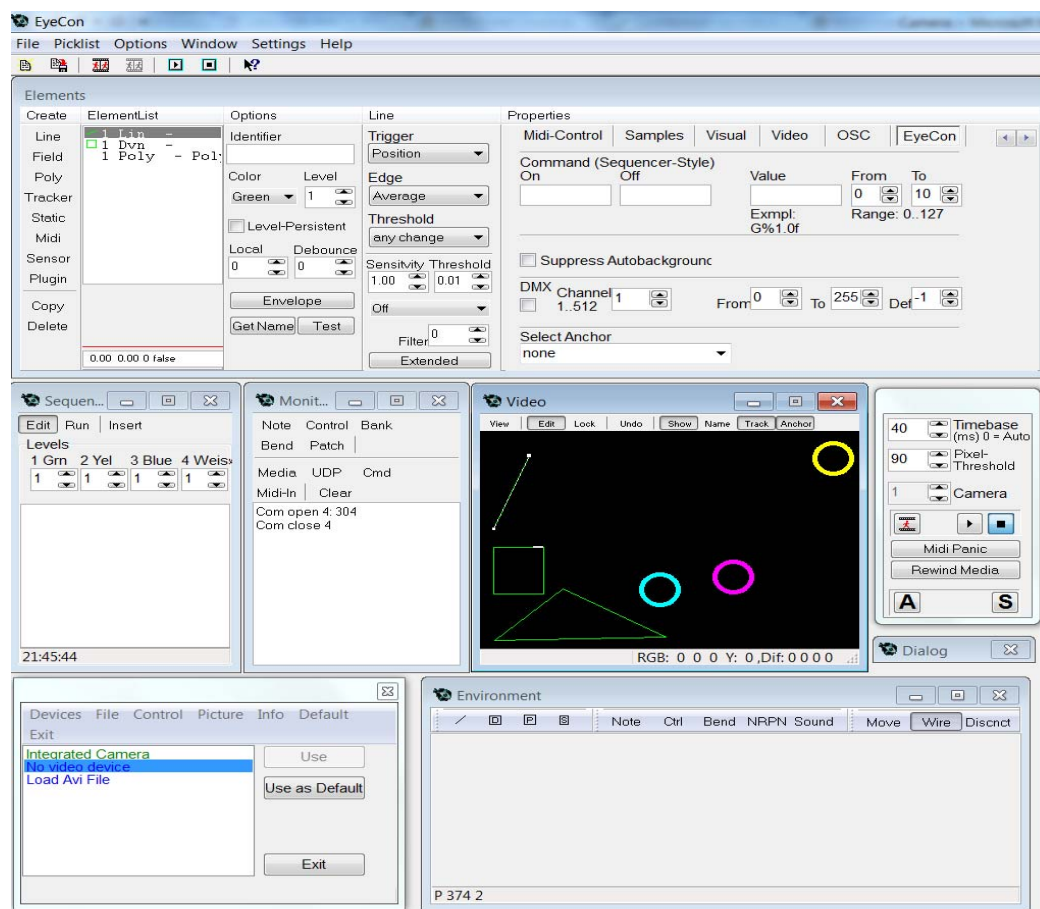 EyeCon
File Picklist Options Window Settings Help
Elements
Create ElementList Options Line Properties
Line
Field
Poly
Tracker
Static
Midi
Sensor
Plugin
Copy
Delete
1 Lin -
1 Dyn -
1 Poly - Pol
0.00 0.00 0 false
Identifier
Color Level
Green 1
Level-Persistent
Local Debounce
0 0
Envelope
Get Name Test
Trigger
Position
Edge
Average
Threshold
any change
Sensitvity Threshold
1.00 0.01
Off
Filter 0
Extended
Midi-Control Samples Visual Video OSC EyeCon
Command (Sequencer-Style)
On Off Value From To
0 10
Exmpl: Range: 0..127
G%1.0f
Suppress Autobackgrounc
DMX Channel 1 From 0 To 255 Def -1
1..512
Select Anchor
none
Sequen...
Edit Run Insert
Levels
1 Grn 2 Yel 3 Blue 4 Weis
1 1 1 1
21:45:44
Monit...
Note Control Bank
Bend Patch
Media UDP Cmd
Midi-In Clear
Com open 4: 304
Com close 4
Video
View Edit Lock Undo Show Name Track Anchor
RGB: 0 0 0 Y: 0 ,Dif: 0 0 0 0
40 Timebase
(ms) 0 = Auto
90 Pixel-
Threshold
1 Camera
Midi Panic
Rewind Media
A S
Dialog
Devices File Control Picture Info Default
Exit
Integrated Camera
No video device
Load Avi File
Use
Use as Default
Exit
Environment
D P S Note Ctrl Bend NRPN Sound Move Wire Discnct
P 374 2